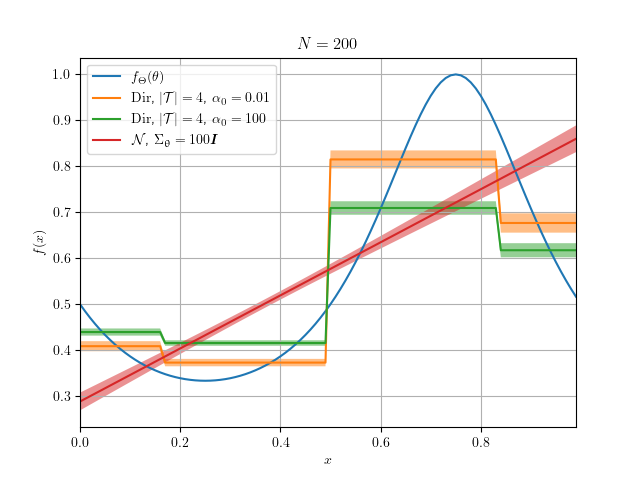 N = 200
f_Θ(θ)
Dir, |𝒯| = 4, α₀ = 0.01
Dir, |𝒯| = 4, α₀ = 100
𝒩, Σ_θ = 100𝑰
1.0
0.9
0.8
0.7
0.6
0.5
0.4
0.3
f(x)
0.0 0.2 0.4 0.6 0.8
x